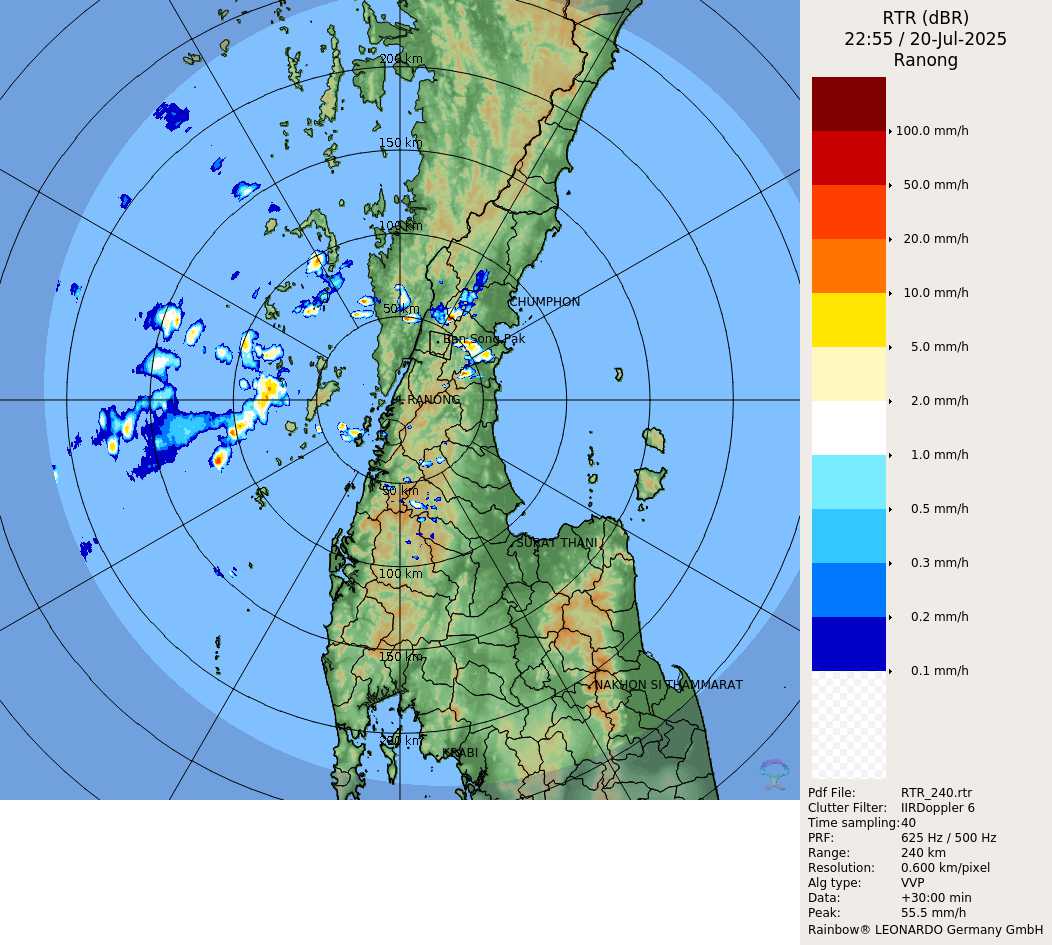 RTR (dBR)
22:55 / 20-Jul-2025
Ranong
200 km
150 km
100 km
50 km
CHUMPHON
Ban Song Pak
RANONG
50 km
SURAT THANI
100 km
150 km
NAKHON SI THAMMARAT
200 km
KRABI
100.0 mm/h
50.0 mm/h
20.0 mm/h
10.0 mm/h
5.0 mm/h
2.0 mm/h
1.0 mm/h
0.5 mm/h
0.3 mm/h
0.2 mm/h
0.1 mm/h
Pdf File: RTR_240.rtr
Clutter Filter: IIRDoppler 6
Time sampling:40
PRF: 625 Hz / 500 Hz
Range: 240 km
Resolution: 0.600 km/pixel
Alg type: VVP
Data: +30:00 min
Peak: 55.5 mm/h
Rainbow® LEONARDO Germany GmbH